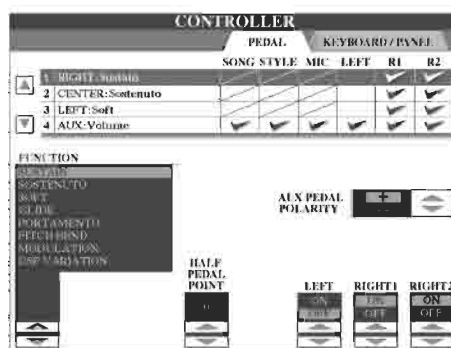 CONTROLLER
PEDAL KEYBOARD / PANEL
SONG STYLE MIC LEFT R1 R2
1 RIGHT:Sustain
2 CENTER:Sostenuto
3 LEFT:Soft
4 AUX:Volume
FUNCTION
SUSTAIN
SOSTENUTO
SOFT
GLIDE
PORTAMENTO
PITCH BEND
MODULATION
DSP VARIATION
AUX PEDAL
POLARITY
+
HALF
PEDAL
POINT
0
LEFT RIGHT1 RIGHT2
ON ON ON
OFF OFF OFF